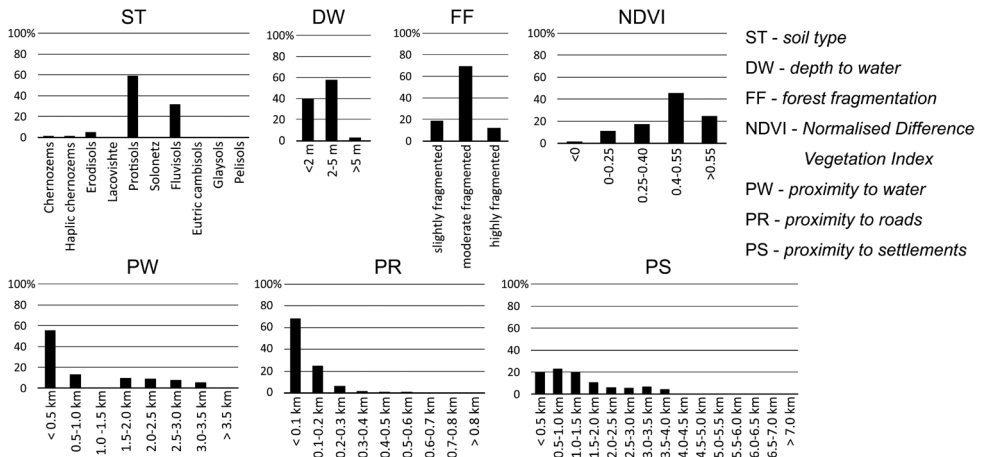 ST
100%
80
60
40
20
0
Chernozems
Haplic chernozems
Erodisols
Lacovishte
Protisols
Solonetz
Fluvisols
Eutric cambisols
Glaysols
Pelisols
DW
100%
80
60
40
20
0
<2 m
2-5 m
>5 m
FF
100%
80
60
40
20
0
slightly fragmented
moderate fragmented
highly fragmented
NDVI
100%
80
60
40
20
0
<0
0-0.25
0.25-0.40
0.4-0.55
>0.55
ST - soil type
DW - depth to water
FF - forest fragmentation
NDVI - Normalised Difference
Vegetation Index
PW - proximity to water
PR - proximity to roads
PS - proximity to settlements
PW
100%
80
60
40
20
0
< 0.5 km
0.5-1.0 km
1.0 -1.5 km
1.5-2.0 km
2.0-2.5 km
2.5-3.0 km
3.0-3.5 km
> 3.5 km
PR
100%
80
60
40
20
0
< 0.1 km
0.1-0.2 km
0.2-0.3 km
0.3-0.4 km
0.4-0.5 km
0.5-0.6 km
0.6-0.7 km
0.7-0.8 km
> 0.8 km
PS
100%
80
60
40
20
0
< 0.5 km
0.5-1.0 km
1.0-1.5 km
1.5-2.0 km
2.0-2.5 km
2.5-3.0 km
3.0-3.5 km
3.5-4.0 km
4.0-4.5 km
4.5-5.0 km
5.0-5.5 km
5.5-6.0 km
6.0-6.5 km
6.5-7.0 km
> 7.0 km